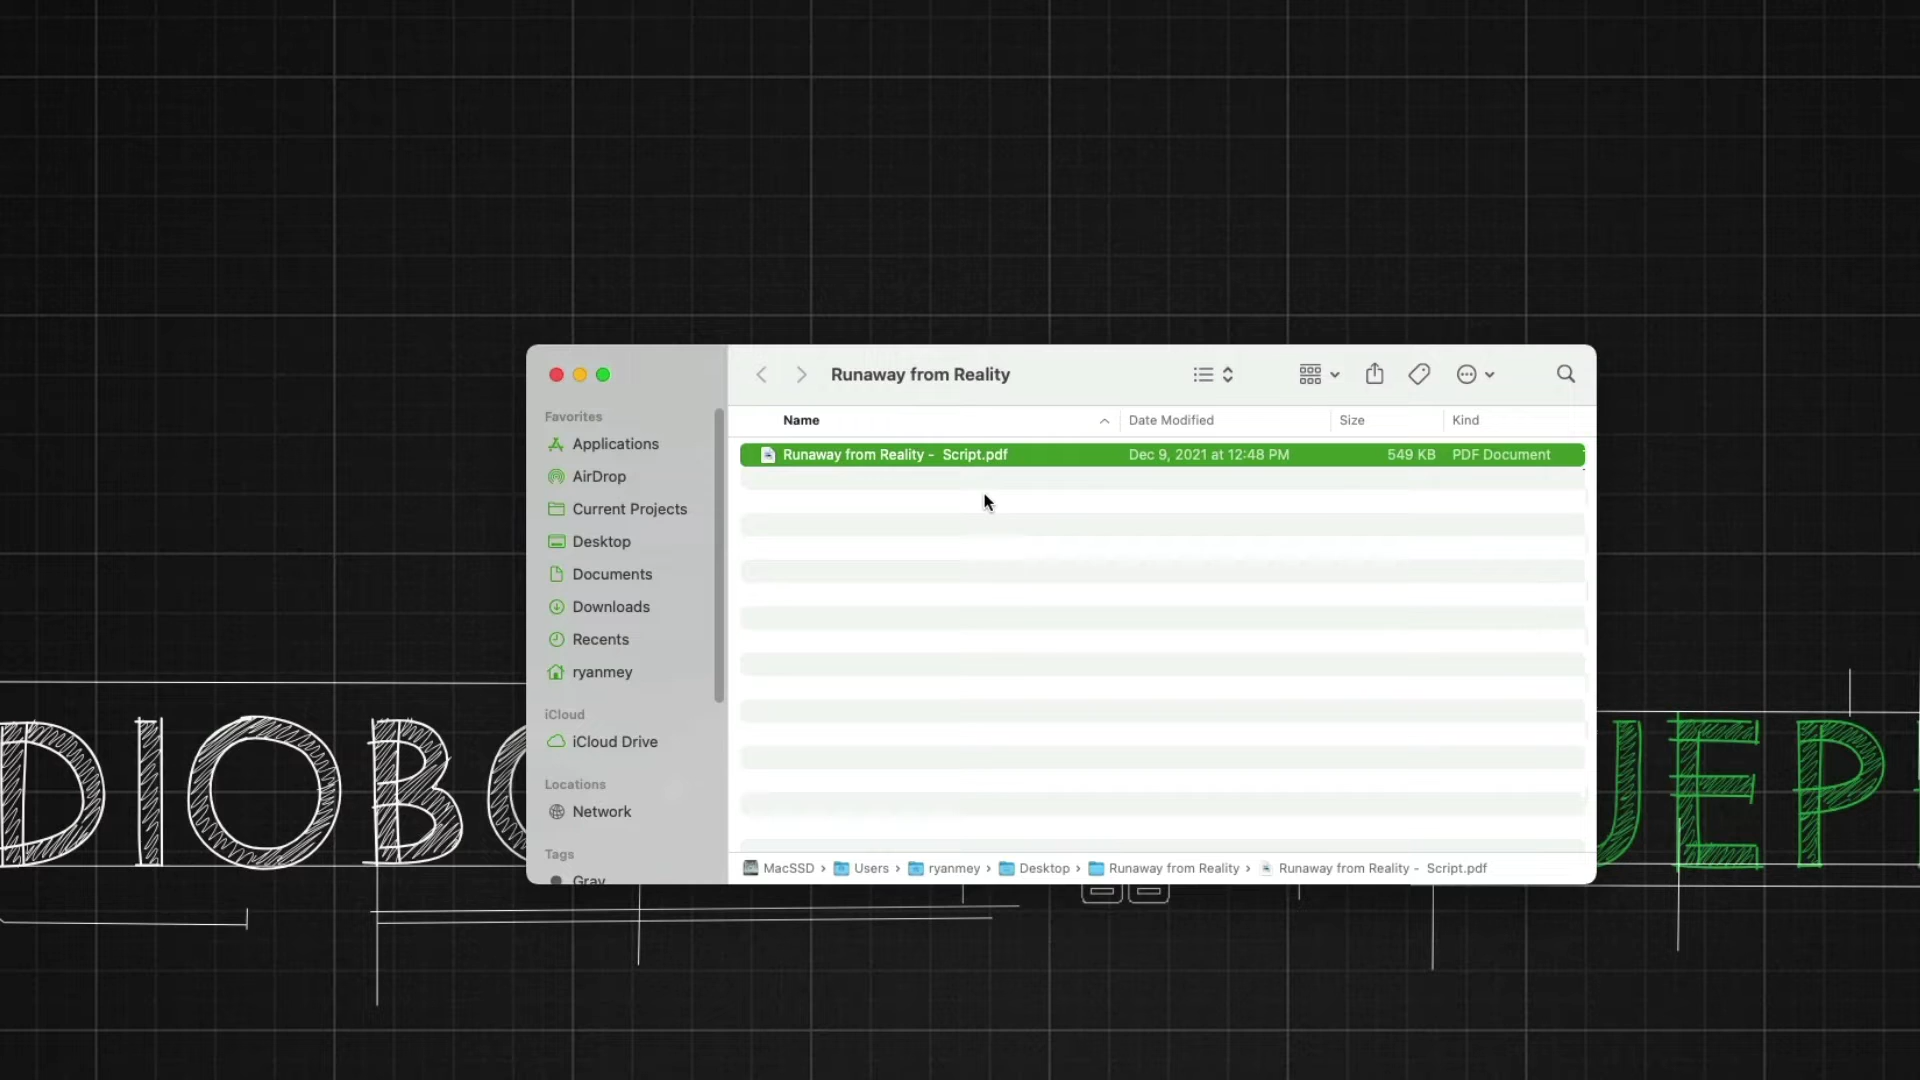 Runaway from Reality
Favorites
Applications
AirDrop
Current Projects
Desktop
Documents
Downloads
Recents
ryanmey
iCloud
iCloud Drive
Locations
Network
Tags
Gray
Name Date Modified Size Kind
Runaway from Reality - Script.pdf Dec 9, 2021 at 12:48 PM 549 KB PDF Document
MacSSD › Users › ryanmey › Desktop › Runaway from Reality › Runaway from Reality - Script.pdf
DIOB
UEP